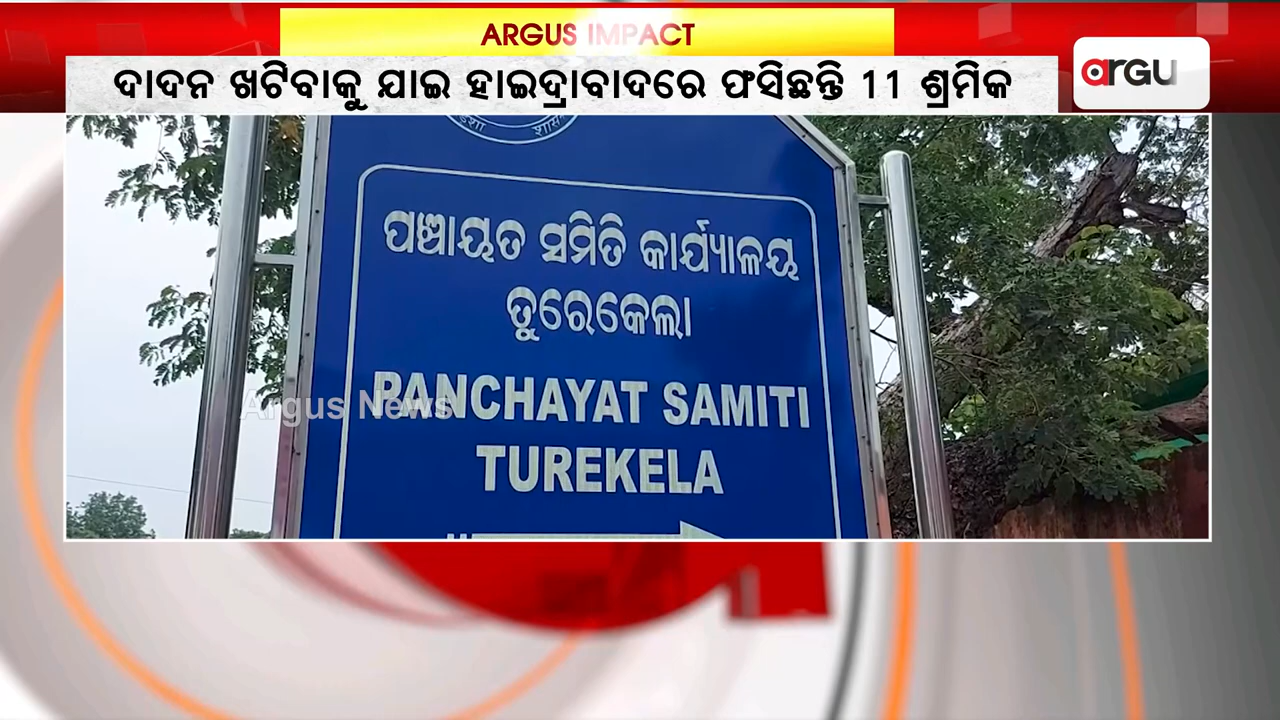 ARGUS IMPACT
ଦାଦନ ଖଟିବାକୁ ଯାଇ ହାଇଦ୍ରାବାଦରେ ଫସିଛନ୍ତି 11 ଶ୍ରମିକ
ARGU
ପଞ୍ଚାୟତ ସମିତି କାର୍ଯ୍ୟାଳୟ
ତୁରେକେଲା
PANCHAYAT SAMITI
TUREKELA
Argus News